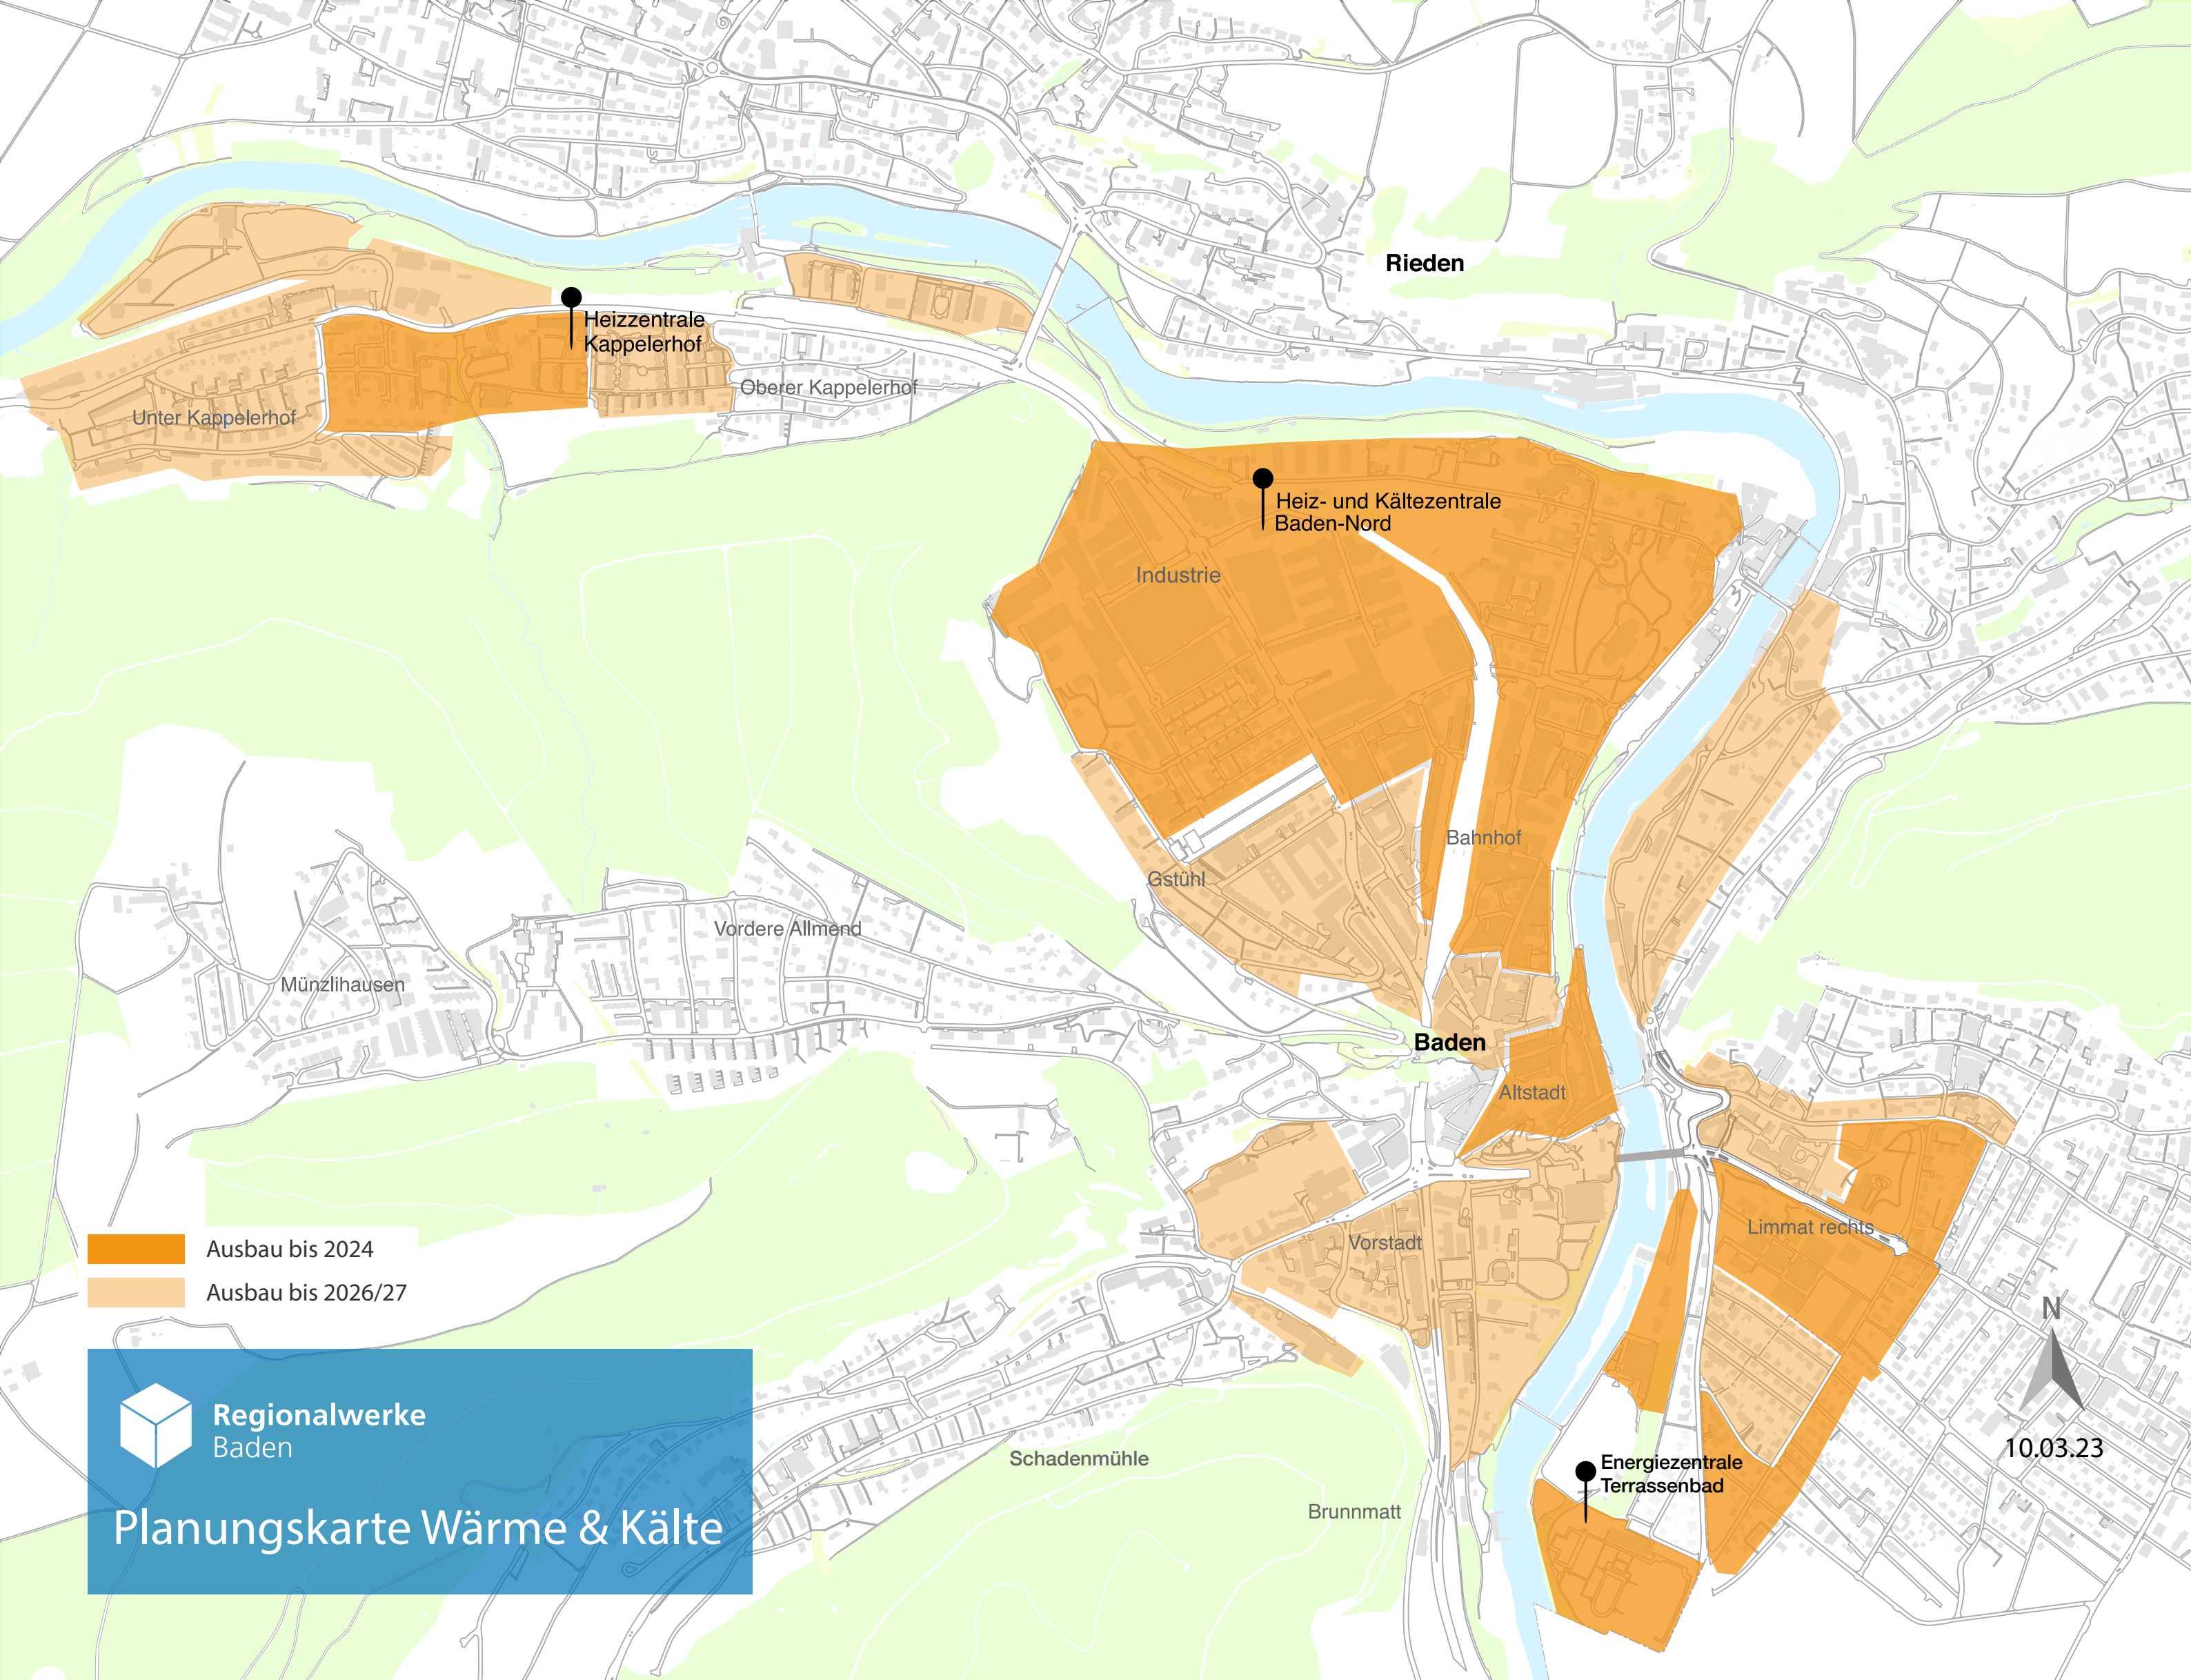 Rieden
Heizzentrale
Kappelerhof
Oberer Kappelerhof
Unter Kappelerhof
Heiz- und Kältezentrale
Baden-Nord
Industrie
Bahnhof
Gstühl
Vordere Allmend
Münzlihausen
Baden
Altstadt
Limmat rechts
Vorstadt
Ausbau bis 2024
Ausbau bis 2026/27
N
10.03.23
Regionalwerke
Baden
Planungskarte Wärme & Kälte
Schadenmühle
Energiezentrale
Terrassenbad
Brunnmatt